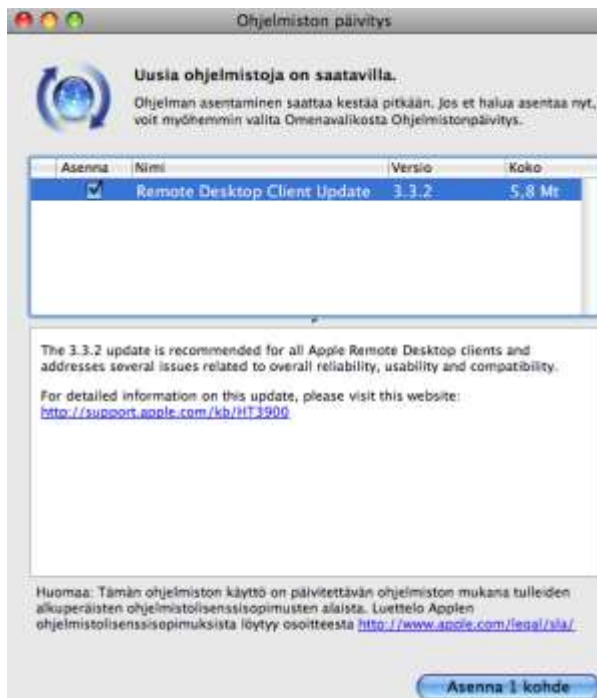 Ohjelmiston päivitys
Uusia ohjelmistoja on saatavilla.
Ohjelman asentaminen saattaa kestää pitkään. Jos et halua asentaa nyt,
voit myöhemmin valita Omenavalikosta Ohjelmistonpäivitys.
Asenna Nimi Versio Koko
Remote Desktop Client Update 3.3.2 5,8 Mt
The 3.3.2 update is recommended for all Apple Remote Desktop clients and
addresses several issues related to overall reliability, usability and compatibility.
For detailed information on this update, please visit this website:
http://support.apple.com/kb/HT3900
Huomaa: Tämän ohjelmiston käyttö on päivitettävän ohjelmiston mukana tulleiden
alkuperäisten ohjelmistolisenssisopimusten alaista. Luettelo Applen
ohjelmistolisenssisopimuksista löytyy osoitteesta http://www.apple.com/legal/sla/
Asenna 1 kohde